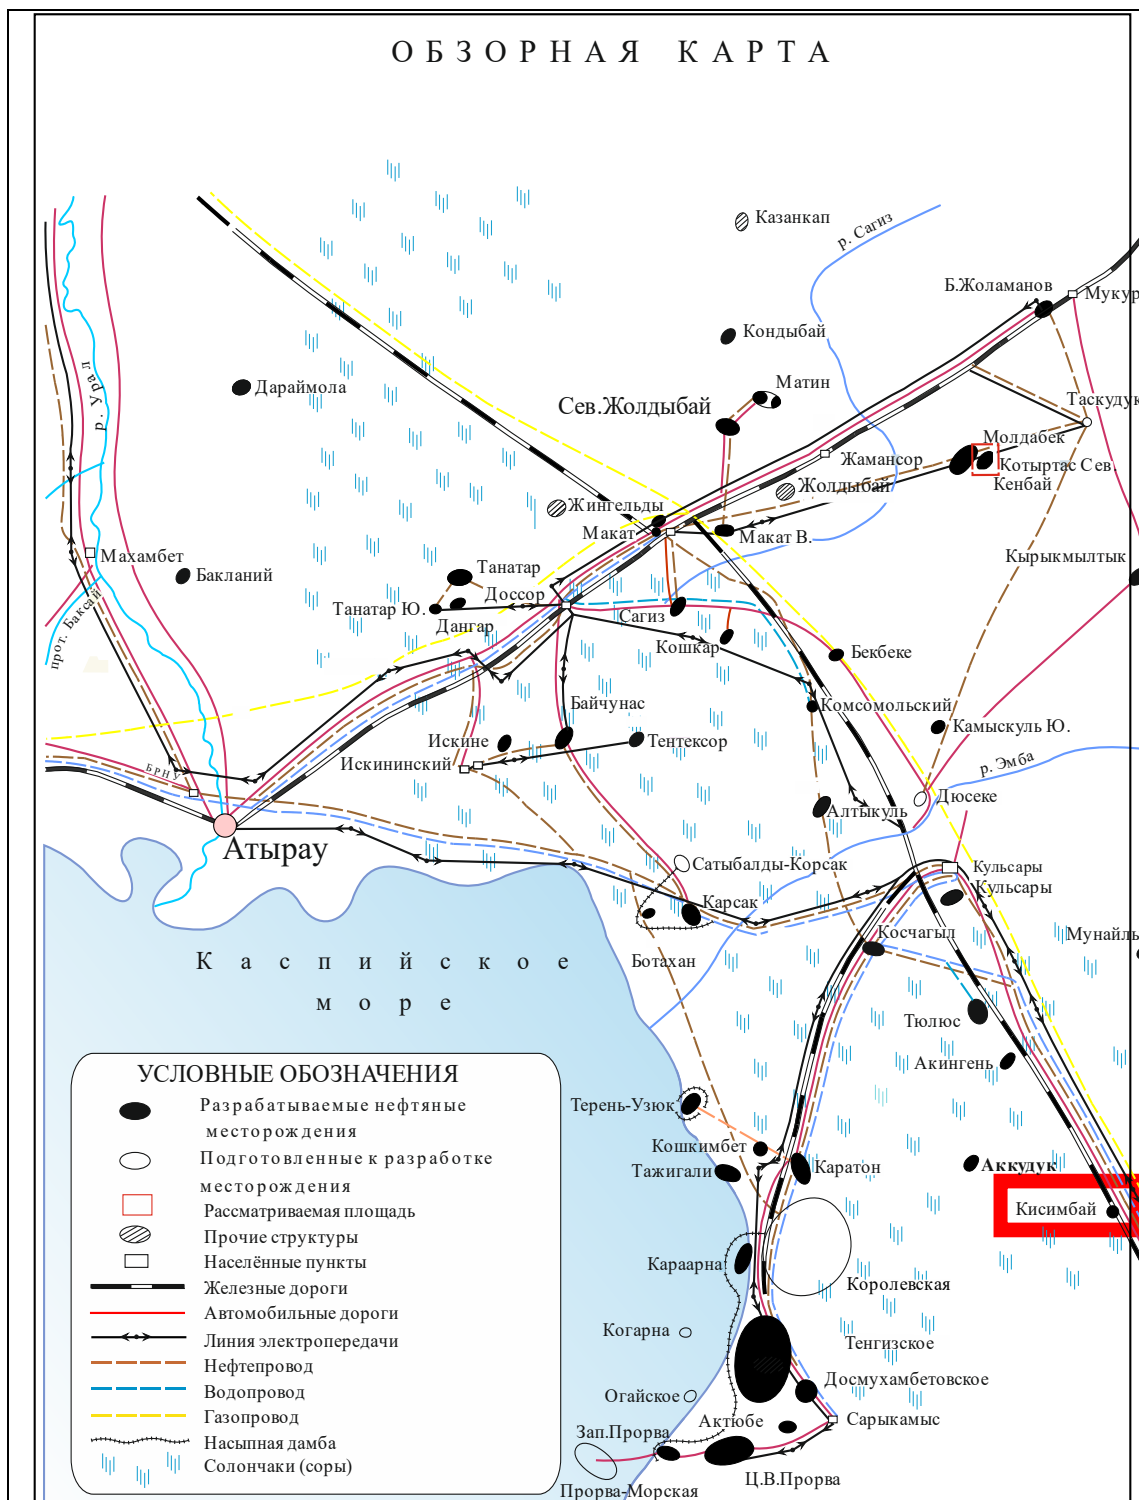 ОБЗОРНАЯ КАРТА
Казанкап
р. Сагиз
Б.Жоламанов
Мукур
Кондыбай
Дараймола
Матин
Сев.Жолдыбай
Таскудук
р. Урал
Молдабек
Жамансор
Котыртас Сев.
Кенбай
Жолдыбай
Жингельды
Макат
Макат В.
Махамбет
Бакланий
Кырыкмылтык
Танатар
Доссор
Танатар Ю.
Дангар
Сагиз
Кошкар
прот. Баксай
Бекбеке
Байчунас
Комсомольский
Камыскуль Ю.
Искине
Тентексор
Искининский
БРНУ
р. Эмба
Дюсеке
Алтыкуль
Атырау
Сатыбалды-Корсак
Кульсары
Кульсары
Карсак
Косчагыл
Мунайлы
Каспийское
Ботахан
море
Тюлюс
Акингень
Терень-Узюк
Кошкимбет
Тажигали
Каратон
Аккудук
Кисимбай
Караарна
Королевская
Когарна
Тенгизское
Досмухамбетовское
Огайское
Актюбе
Сарыкамыс
Зап.Прорва
Ц.В.Прорва
Прорва-Морская
УСЛОВНЫЕ ОБОЗНАЧЕНИЯ
Разрабатываемые нефтяные
месторождения
Подготовленные к разработке
месторождения
Рассматриваемая площадь
Прочие структуры
Населённые пункты
Железные дороги
Автомобильные дороги
Линия электропередачи
Нефтепровод
Водопровод
Газопровод
Насыпная дамба
Солончаки (соры)